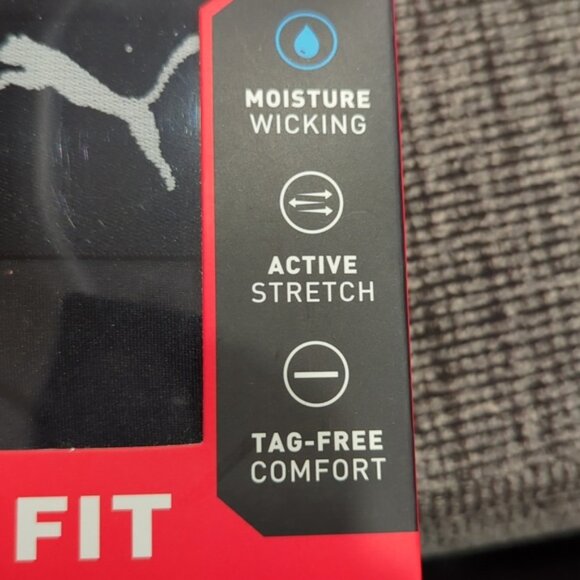 MOISTURE
WICKING
ACTIVE
STRETCH
TAG-FREE
COMFORT
FIT